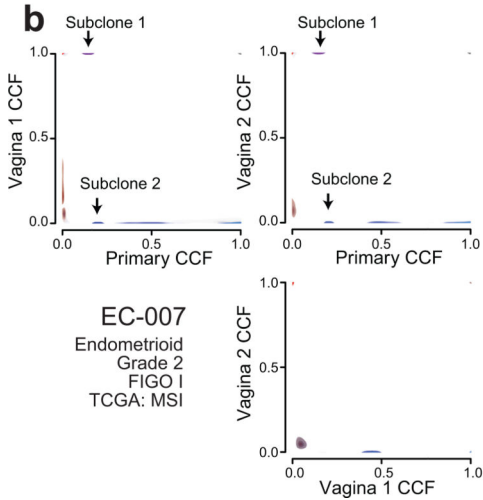 b
Subclone 1
Subclone 1
1.0
1.0
Vagina 1 CCF
Vagina 2 CCF
0.5
0.5
Subclone 2
Subclone 2
0.0
0.0
0.0 0.5 1.0
0.0 0.5 1.0
Primary CCF
Primary CCF
EC-007
Endometrioid
Grade 2
FIGO I
TCGA: MSI
1.0
Vagina 2 CCF
0.5
0.0
0.0 0.5 1.0
Vagina 1 CCF